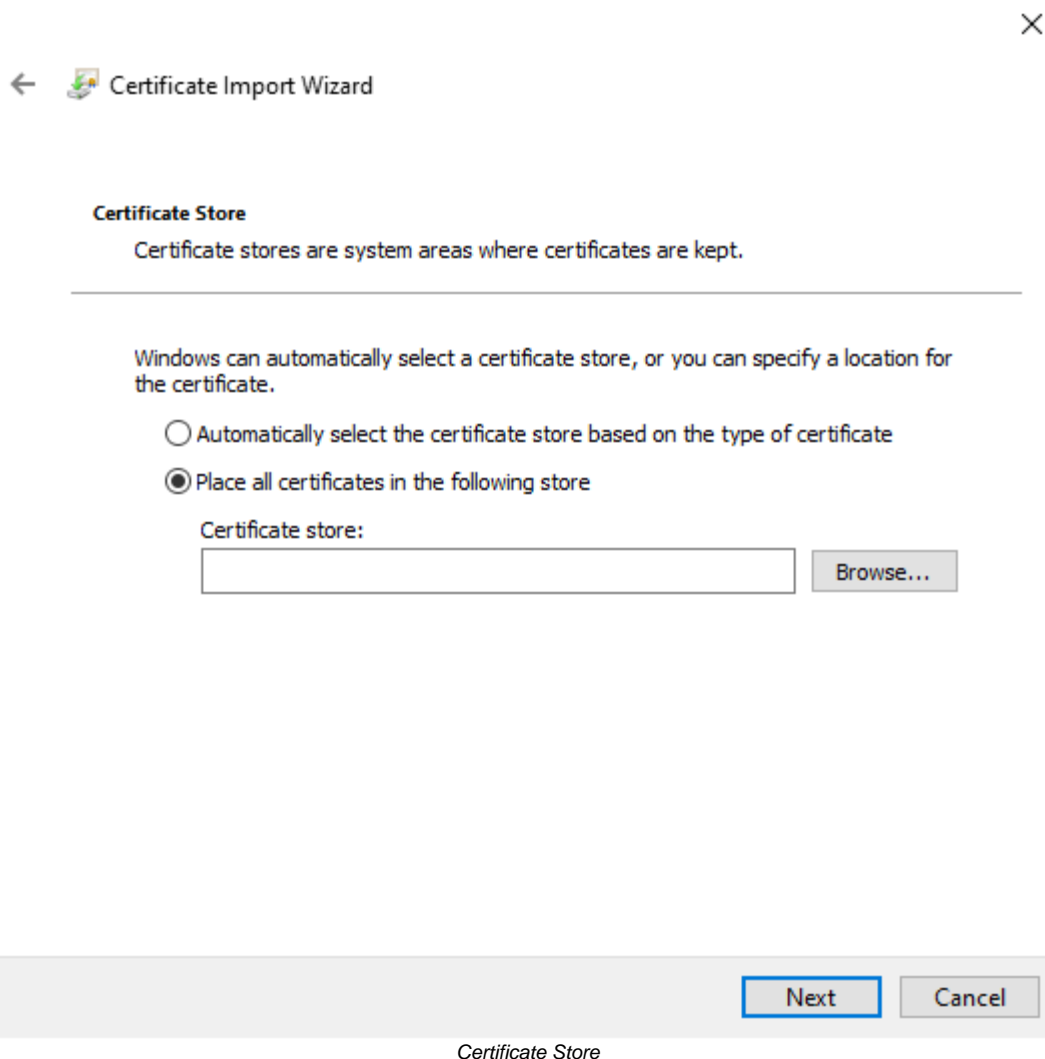 Certificate Import Wizard
Certificate Store
Certificate stores are system areas where certificates are kept.
Windows can automatically select a certificate store, or you can specify a location for
the certificate.
Automatically select the certificate store based on the type of certificate
Place all certificates in the following store
Certificate store:
Browse...
Next
Cancel
Certificate Store